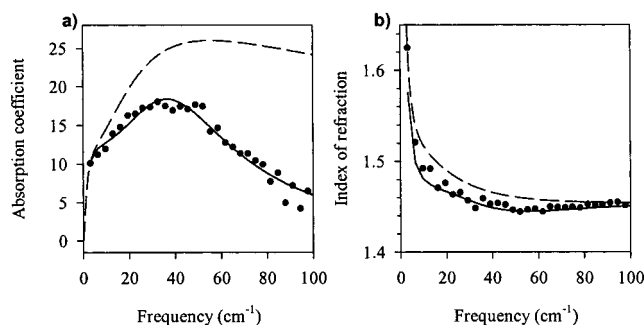 a)
Absorption coefficient
25
20
15
10
5
0
0 20 40 60 80 100
Frequency (cm⁻¹)
b)
Index of refraction
1.6
1.5
1.4
0 20 40 60 80 100
Frequency (cm⁻¹)